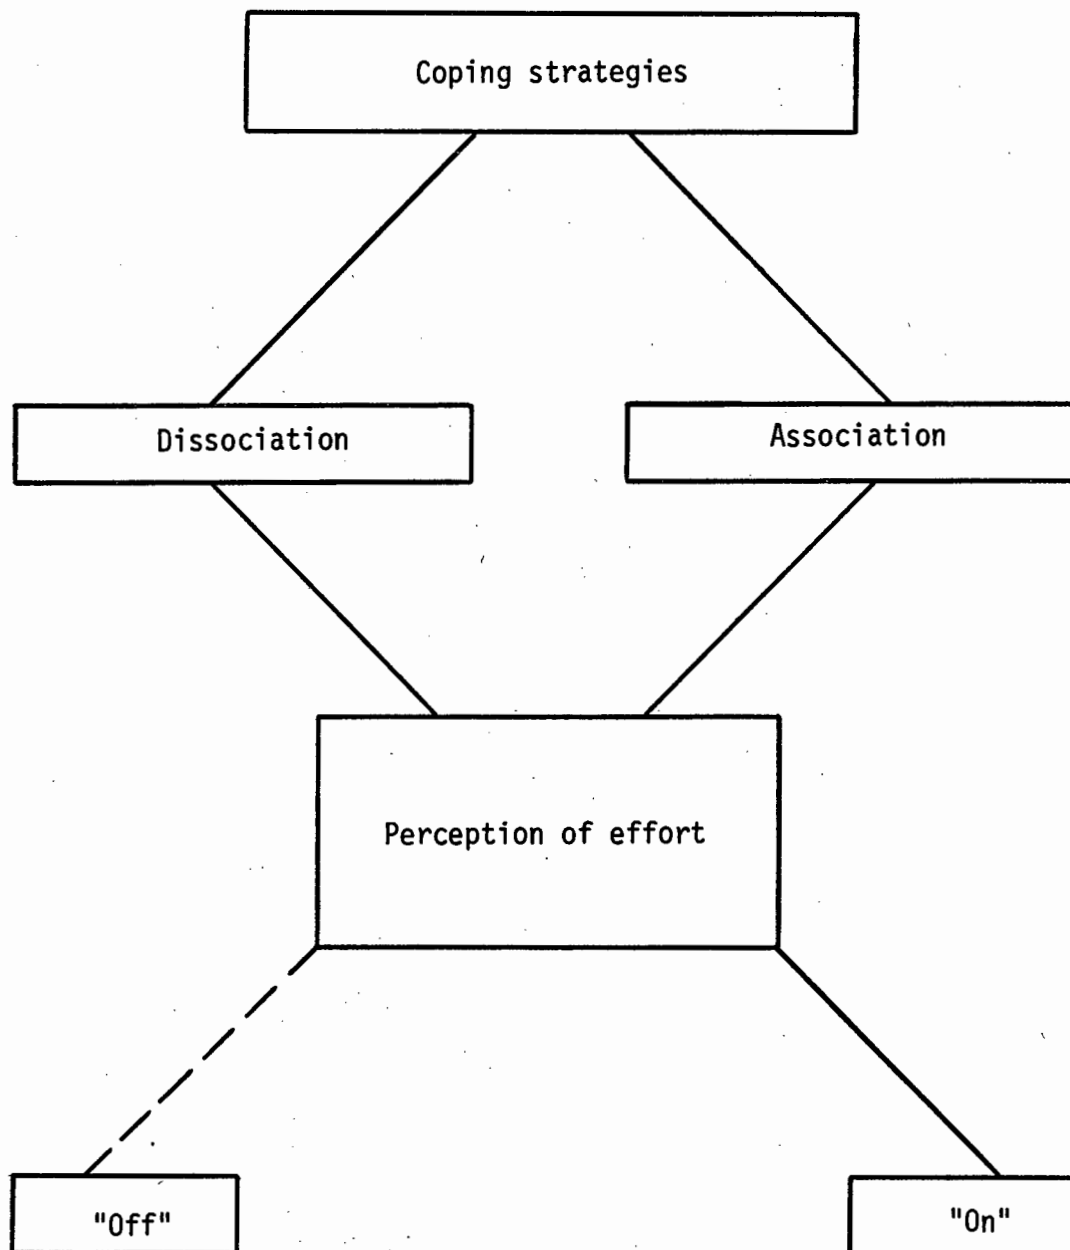 Coping strategies
Dissociation
Association
Perception of effort
"Off"
"On"